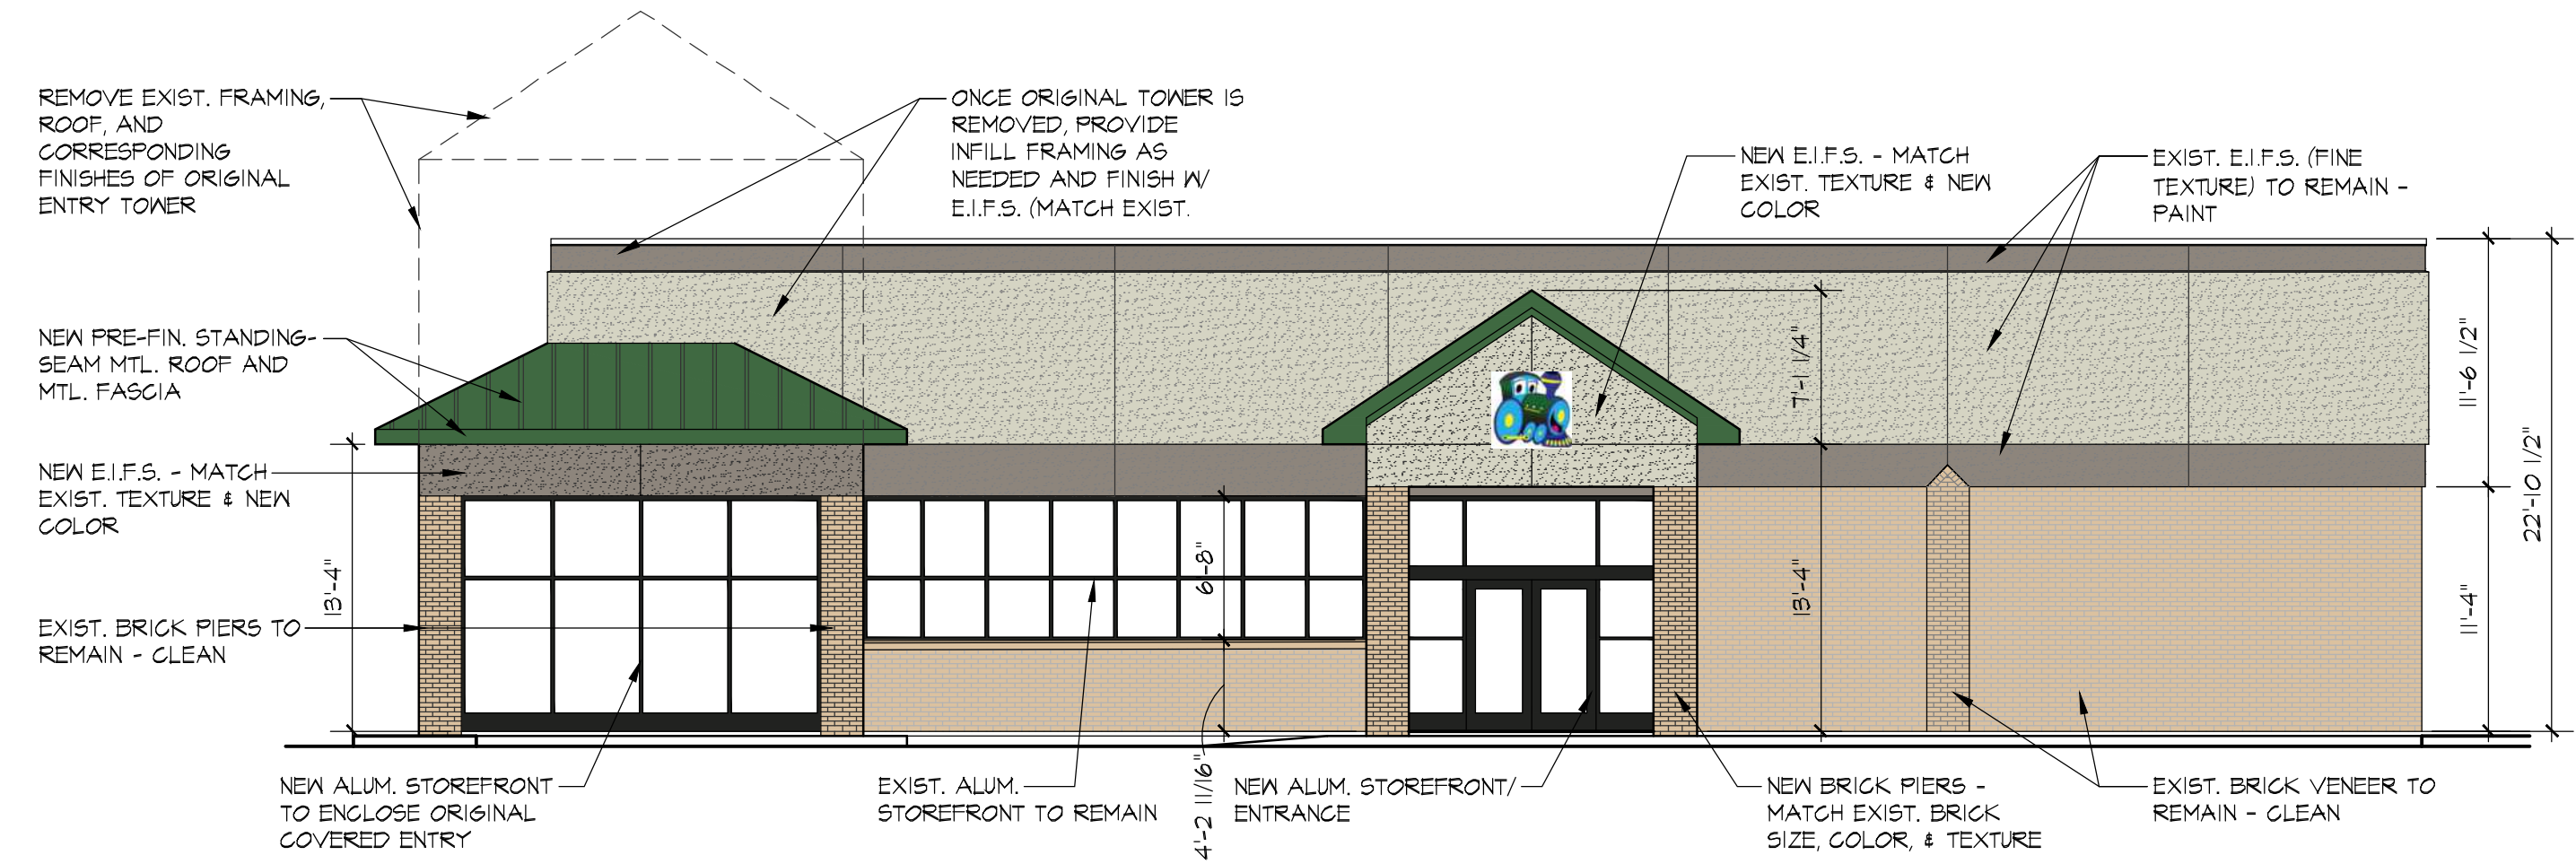 REMOVE EXIST. FRAMING,
ROOF, AND
CORRESPONDING
FINISHES OF ORIGINAL
ENTRY TOWER
ONCE ORIGINAL TOWER IS
REMOVED, PROVIDE
INFILL FRAMING AS
NEEDED AND FINISH W/
E.I.F.S. (MATCH EXIST.
NEW E.I.F.S. - MATCH
EXIST. TEXTURE & NEW
COLOR
EXIST. E.I.F.S. (FINE
TEXTURE) TO REMAIN -
PAINT
NEW PRE-FIN. STANDING-
SEAM MTL. ROOF AND
MTL. FASCIA
NEW E.I.F.S. - MATCH
EXIST. TEXTURE & NEW
COLOR
EXIST. BRICK PIERS TO
REMAIN - CLEAN
13'-4"
6'-8"
4'-2 11/16"
7'-1 1/4"
13'-4"
11'-6 1/2"
11'-4"
22'-10 1/2"
NEW ALUM. STOREFRONT
TO ENCLOSE ORIGINAL
COVERED ENTRY
EXIST. ALUM.
STOREFRONT TO REMAIN
NEW ALUM. STOREFRONT/
ENTRANCE
NEW BRICK PIERS -
MATCH EXIST. BRICK
SIZE, COLOR, & TEXTURE
EXIST. BRICK VENEER TO
REMAIN - CLEAN